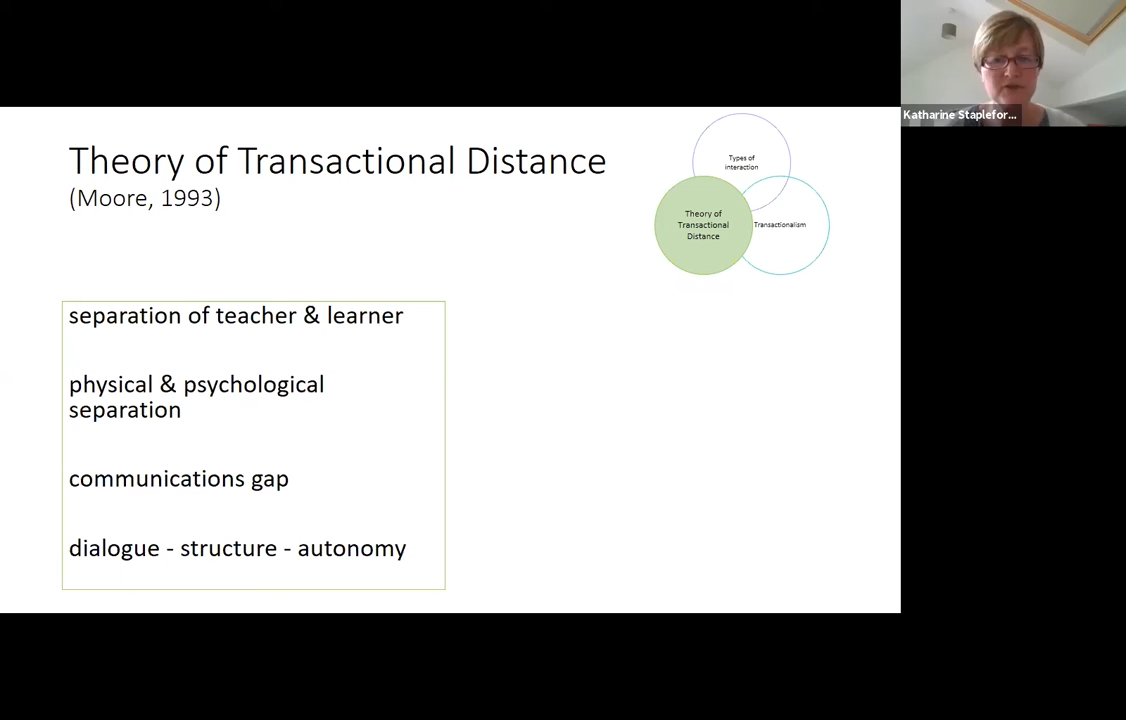 Theory of Transactional Distance
(Moore, 1993)
Types of
interaction
Theory of
Transactional
Distance
Transactionalism
separation of teacher & learner
physical & psychological
separation
communications gap
dialogue - structure - autonomy
Katharine Staplefor...